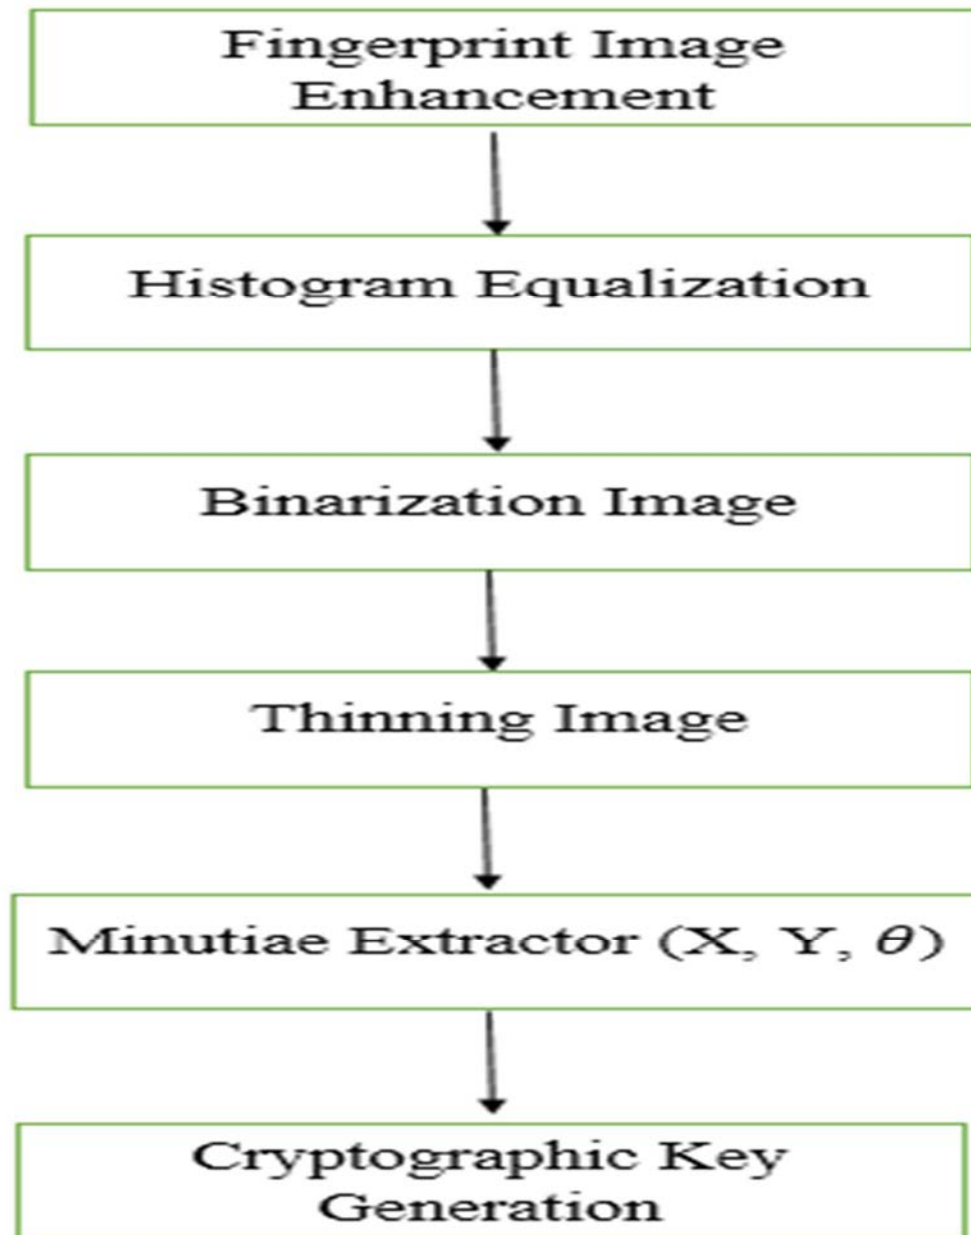 Fingerprint Image
Enhancement
Histogram Equalization
Binarization Image
Thinning Image
Minutiae Extractor (X, Y, θ)
Cryptographic Key
Generation